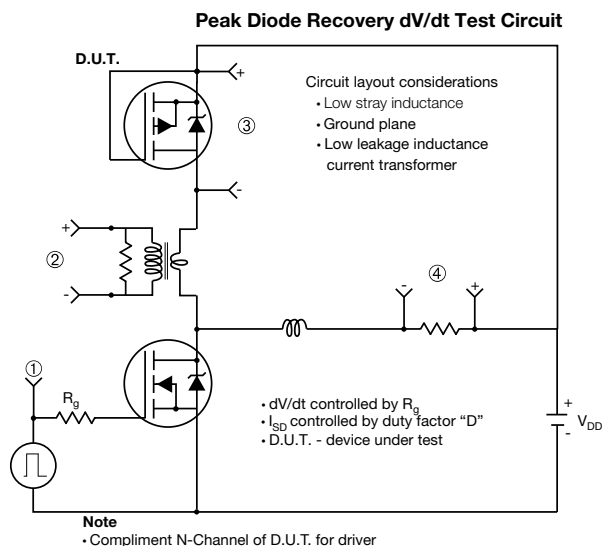 Peak Diode Recovery dV/dt Test Circuit
D.U.T.
+
Circuit layout considerations
• Low stray inductance
• Ground plane
• Low leakage inductance
current transformer
③
-
+
②
-
④
-
+
①
Rg
• dV/dt controlled by Rg
• ISD controlled by duty factor “D”
• D.U.T. - device under test
+
-
VDD
Note
• Compliment N-Channel of D.U.T. for driver